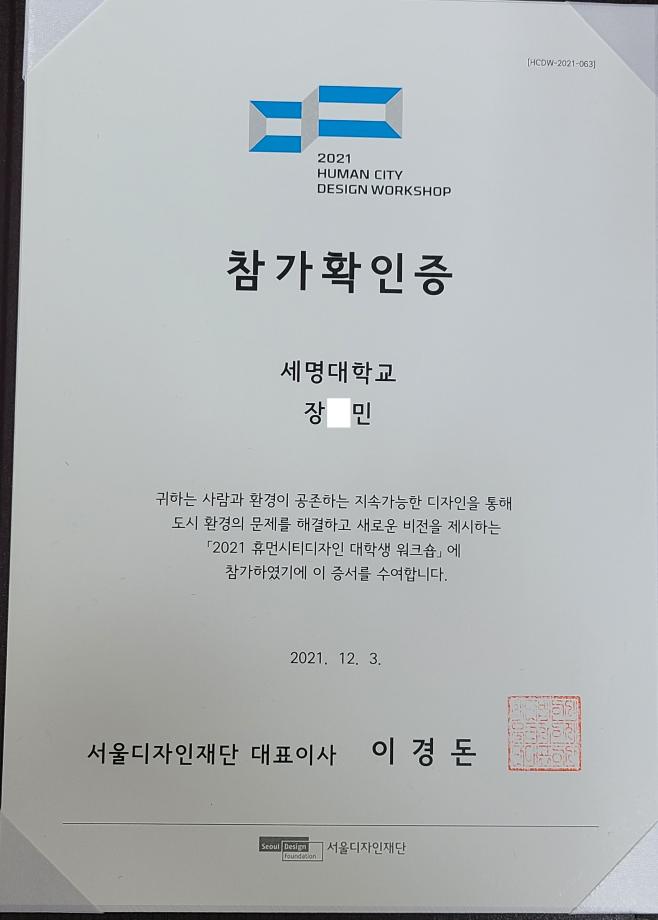 [HCDW-2021-063]
2021
HUMAN CITY
DESIGN WORKSHOP
참가확인증
세명대학교
장 민
귀하는 사람과 환경이 공존하는 지속가능한 디자인을 통해
도시 환경의 문제를 해결하고 새로운 비전을 제시하는
「2021 휴먼시티디자인 대학생 워크숍」에
참가하였기에 이 증서를 수여합니다.
2021. 12. 3.
서울디자인재단 대표이사 이경돈
Seoul Design Foundation 서울디자인재단